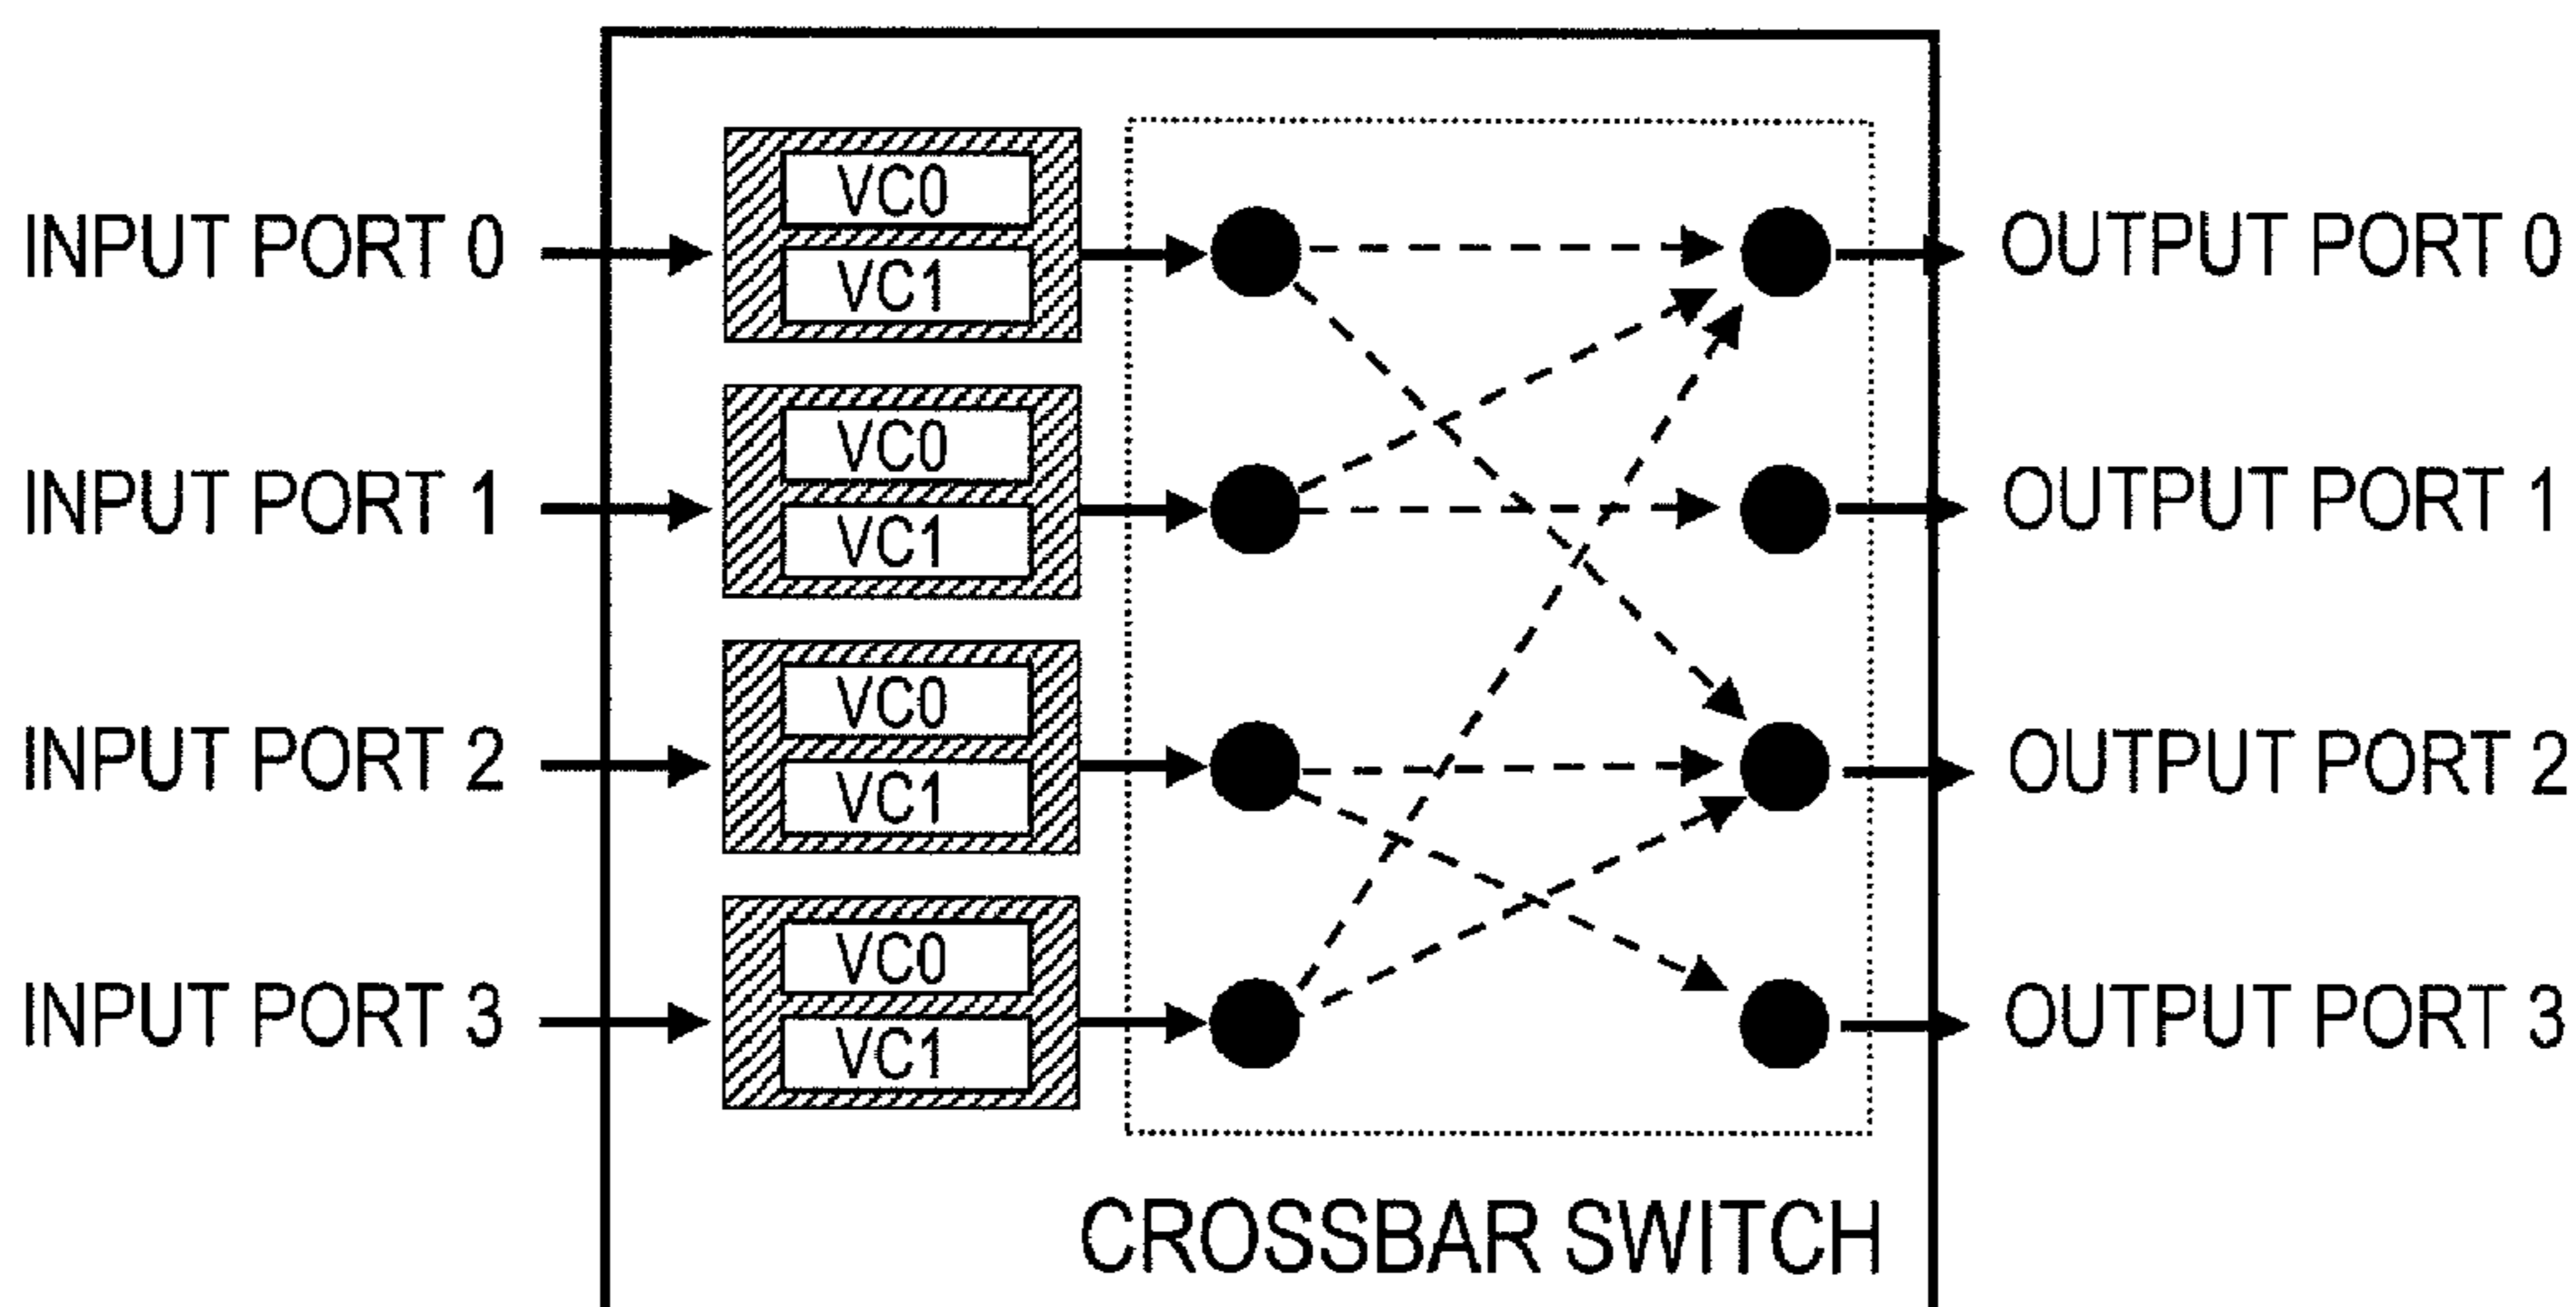 INPUT PORT 0
VC0
VC1
OUTPUT PORT 0
INPUT PORT 1
VC0
VC1
OUTPUT PORT 1
INPUT PORT 2
VC0
VC1
OUTPUT PORT 2
INPUT PORT 3
VC0
VC1
OUTPUT PORT 3
CROSSBAR SWITCH